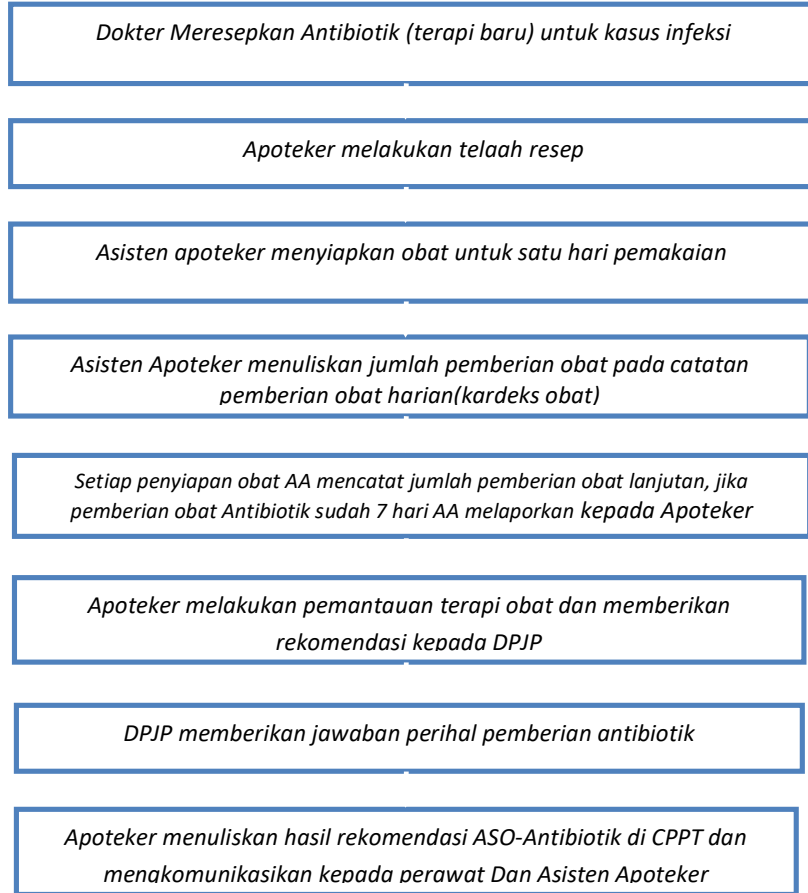 Dokter Meresepkan Antibiotik (terapi baru) untuk kasus infeksi
Apoteker melakukan telaah resep
Asisten apoteker menyiapkan obat untuk satu hari pemakaian
Asisten Apoteker menuliskan jumlah pemberian obat pada catatan
pemberian obat harian(kardeks obat)
Setiap penyiapan obat AA mencatat jumlah pemberian obat lanjutan, jika
pemberian obat Antibiotik sudah 7 hari AA melaporkan kepada Apoteker
Apoteker melakukan pemantauan terapi obat dan memberikan
rekomendasi kepada DPJP
DPJP memberikan jawaban perihal pemberian antibiotik
Apoteker menuliskan hasil rekomendasi ASO-Antibiotik di CPPT dan
mengkomunikasikan kepada perawat Dan Asisten Apoteker